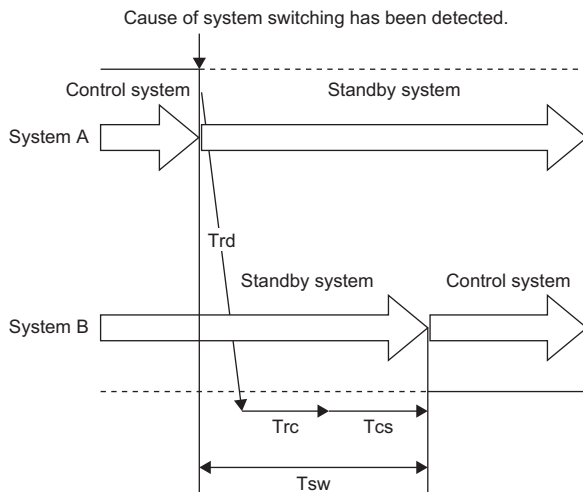 Cause of system switching has been detected.
Control system
Standby system
System A
Trd
Standby system
Control system
System B
Trc
Tcs
Tsw